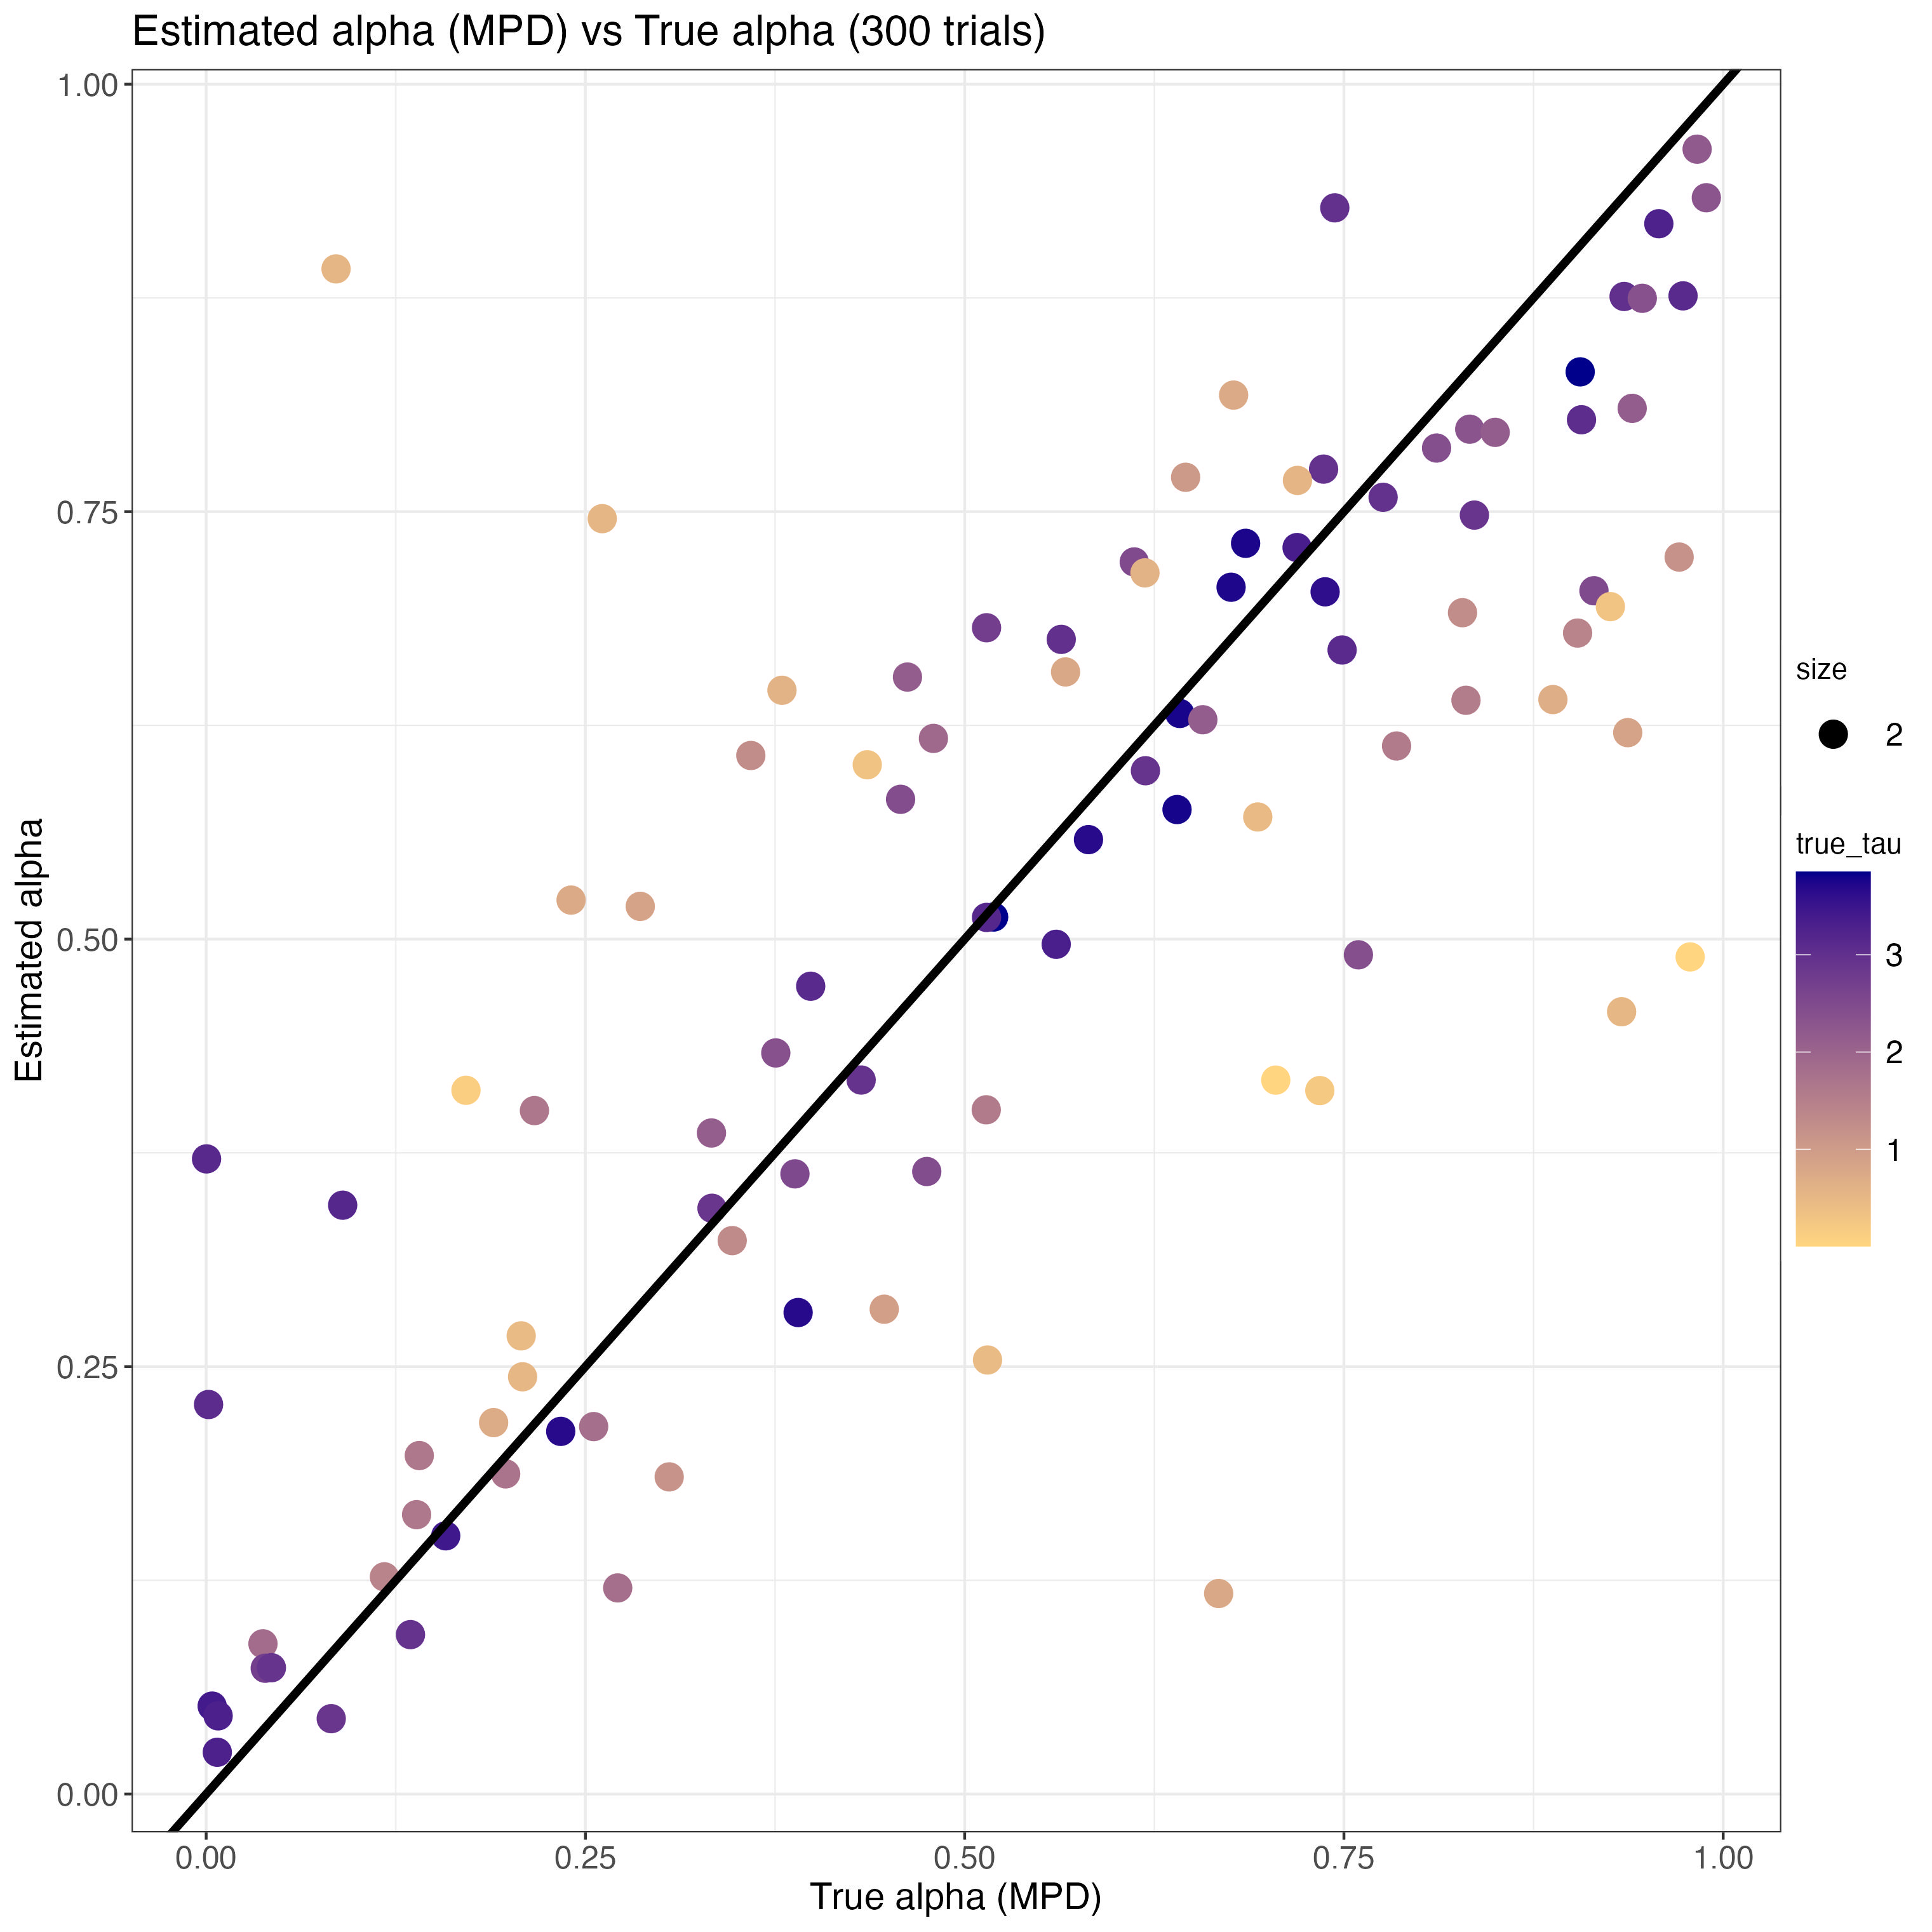 Estimated alpha (MPD) vs True alpha (300 trials)
1.00
0.75
0.50
0.25
0.00
Estimated alpha
0.00
0.25
0.50
0.75
1.00
True alpha (MPD)
size
2
true_tau
3
2
1